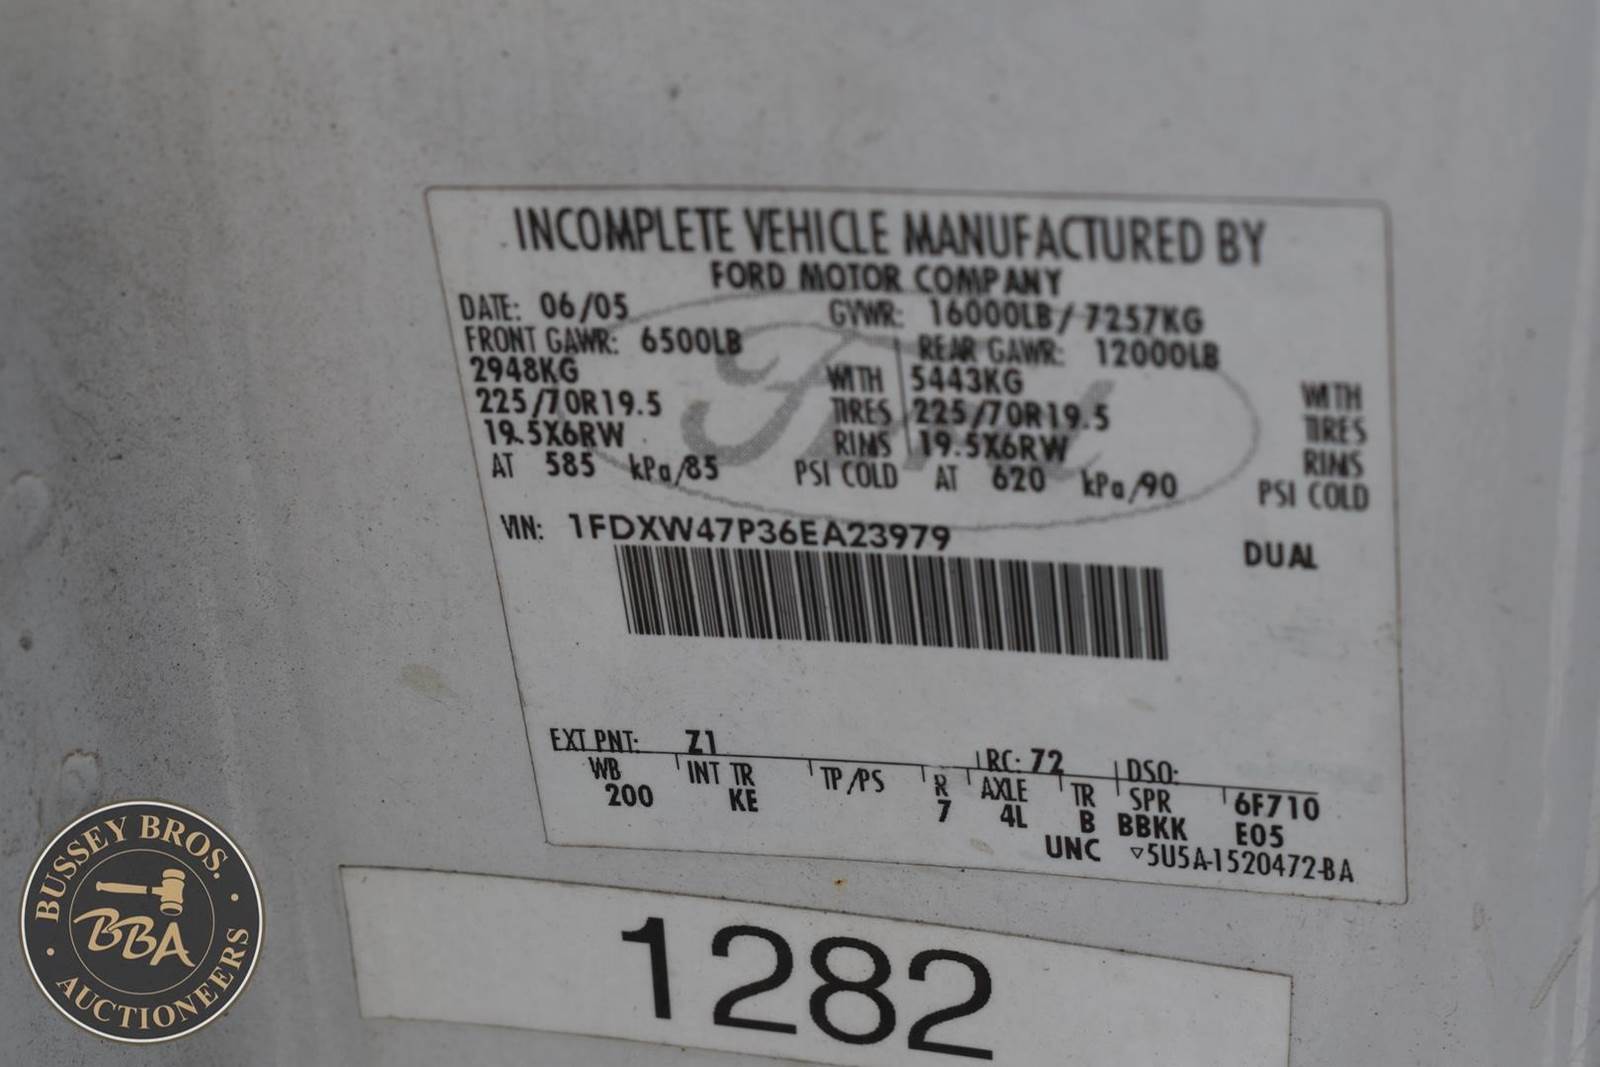 INCOMPLETE VEHICLE MANUFACTURED BY
FORD MOTOR COMPANY
DATE: 06/05 GVWR: 16000LB/7257KG
FRONT GAWR: 6500LB REAR GAWR: 12000LB
2948KG WITH 5443KG WITH
225/70R19.5 TIRES 225/70R19.5 TIRES
19.5X6RW RIMS 19.5X6RW RIMS
AT 585 kPa/85 PSI COLD AT 620 kPa/90 PSI COLD
VIN: 1FDXW47P36EA23979 DUAL
EXT PNT: Z1 RC: 72 DSO:
WB INT TR TP/PS R AXLE TR SPR 6F710
200 KE 7 4L B BBKK E05
UNC ▿5U5A-1520472-BA
Ford
1282
BUSSEY BROS.
BBA
AUCTIONEERS